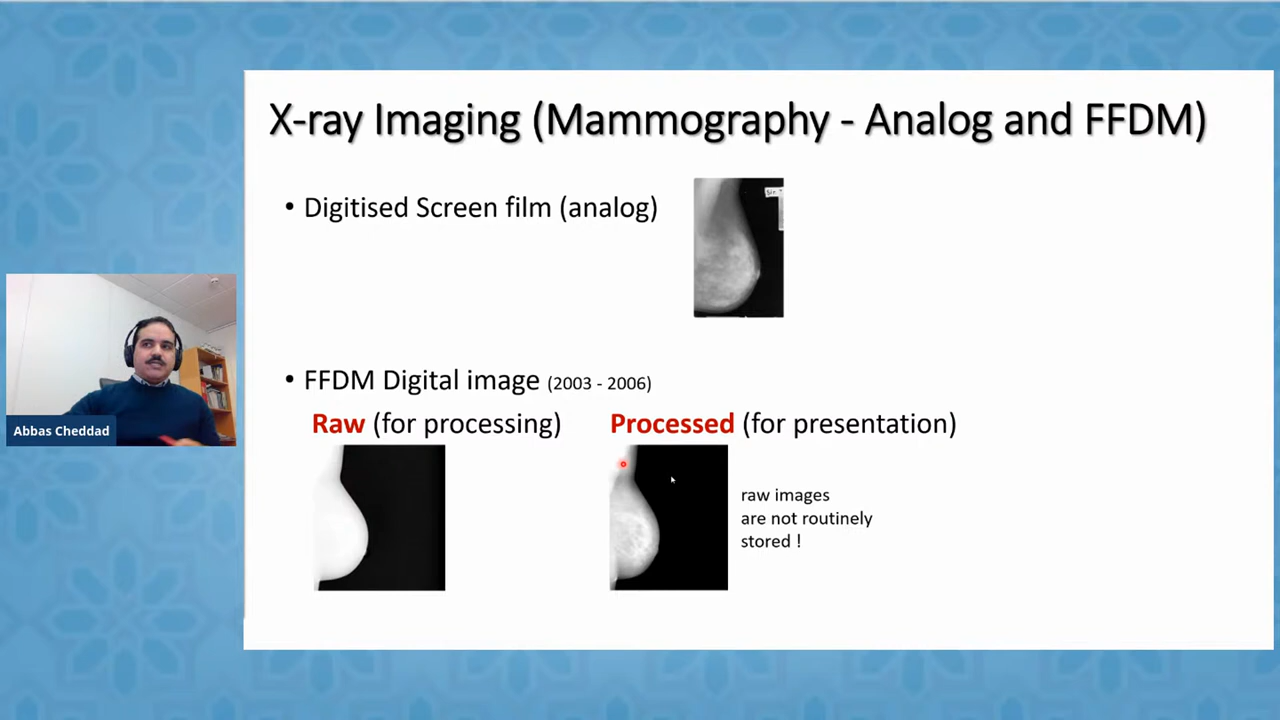 X-ray Imaging (Mammography - Analog and FFDM)
• Digitised Screen film (analog)
• FFDM Digital image (2003 - 2006)
Raw (for processing)
Processed (for presentation)
raw images
are not routinely
stored !
Abbas Cheddad